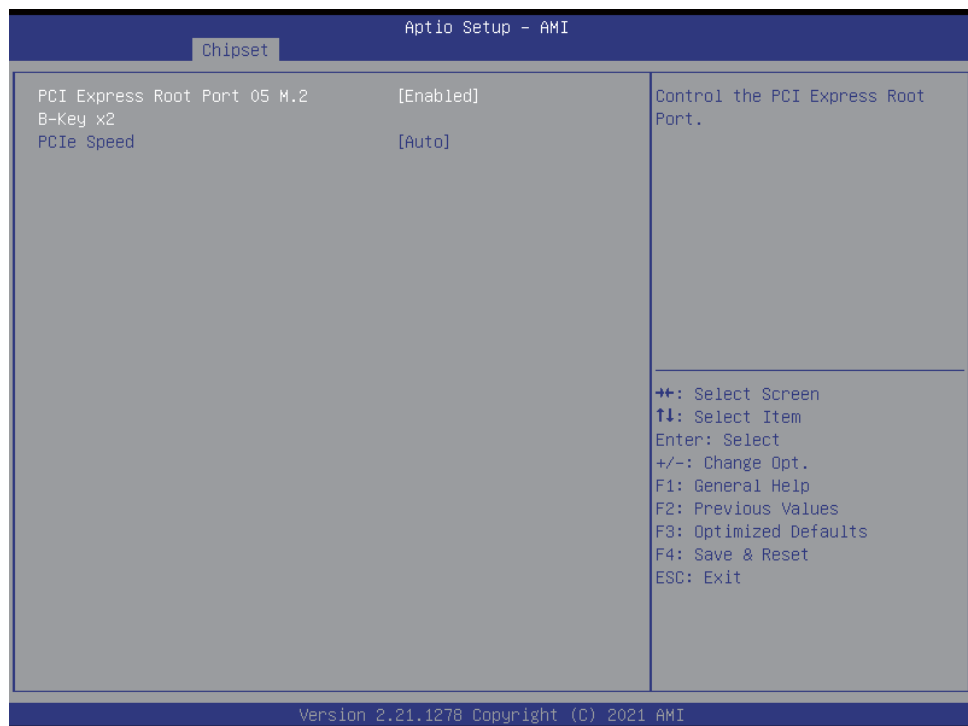 Aptio Setup – AMI
Chipset
PCI Express Root Port 05 M.2 [Enabled]
B-Key x2
PCIe Speed [Auto]
Control the PCI Express Root
Port.
→←: Select Screen
↑↓: Select Item
Enter: Select
+/-: Change Opt.
F1: General Help
F2: Previous Values
F3: Optimized Defaults
F4: Save & Reset
ESC: Exit
Version 2.21.1278 Copyright (C) 2021 AMI